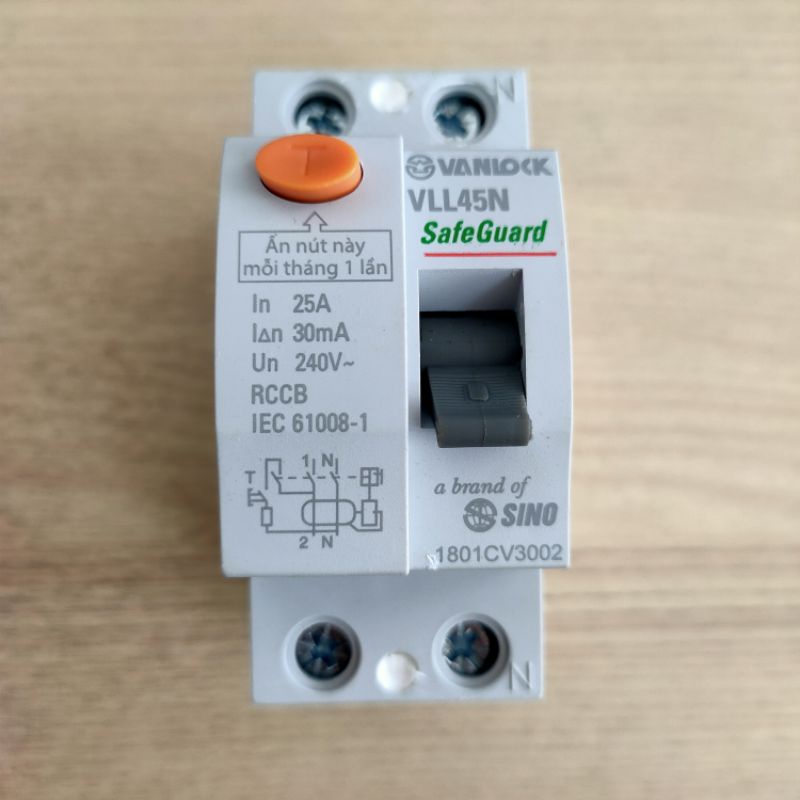 N
T
VANLOCK
VLL45N
SafeGuard
Ấn nút này
mỗi tháng 1 lần
In 25A
I∆n 30mA
Un 240V~
RCCB
IEC 61008-1
1 N
T
2 N
a brand of
SINO
1801CV3002
N